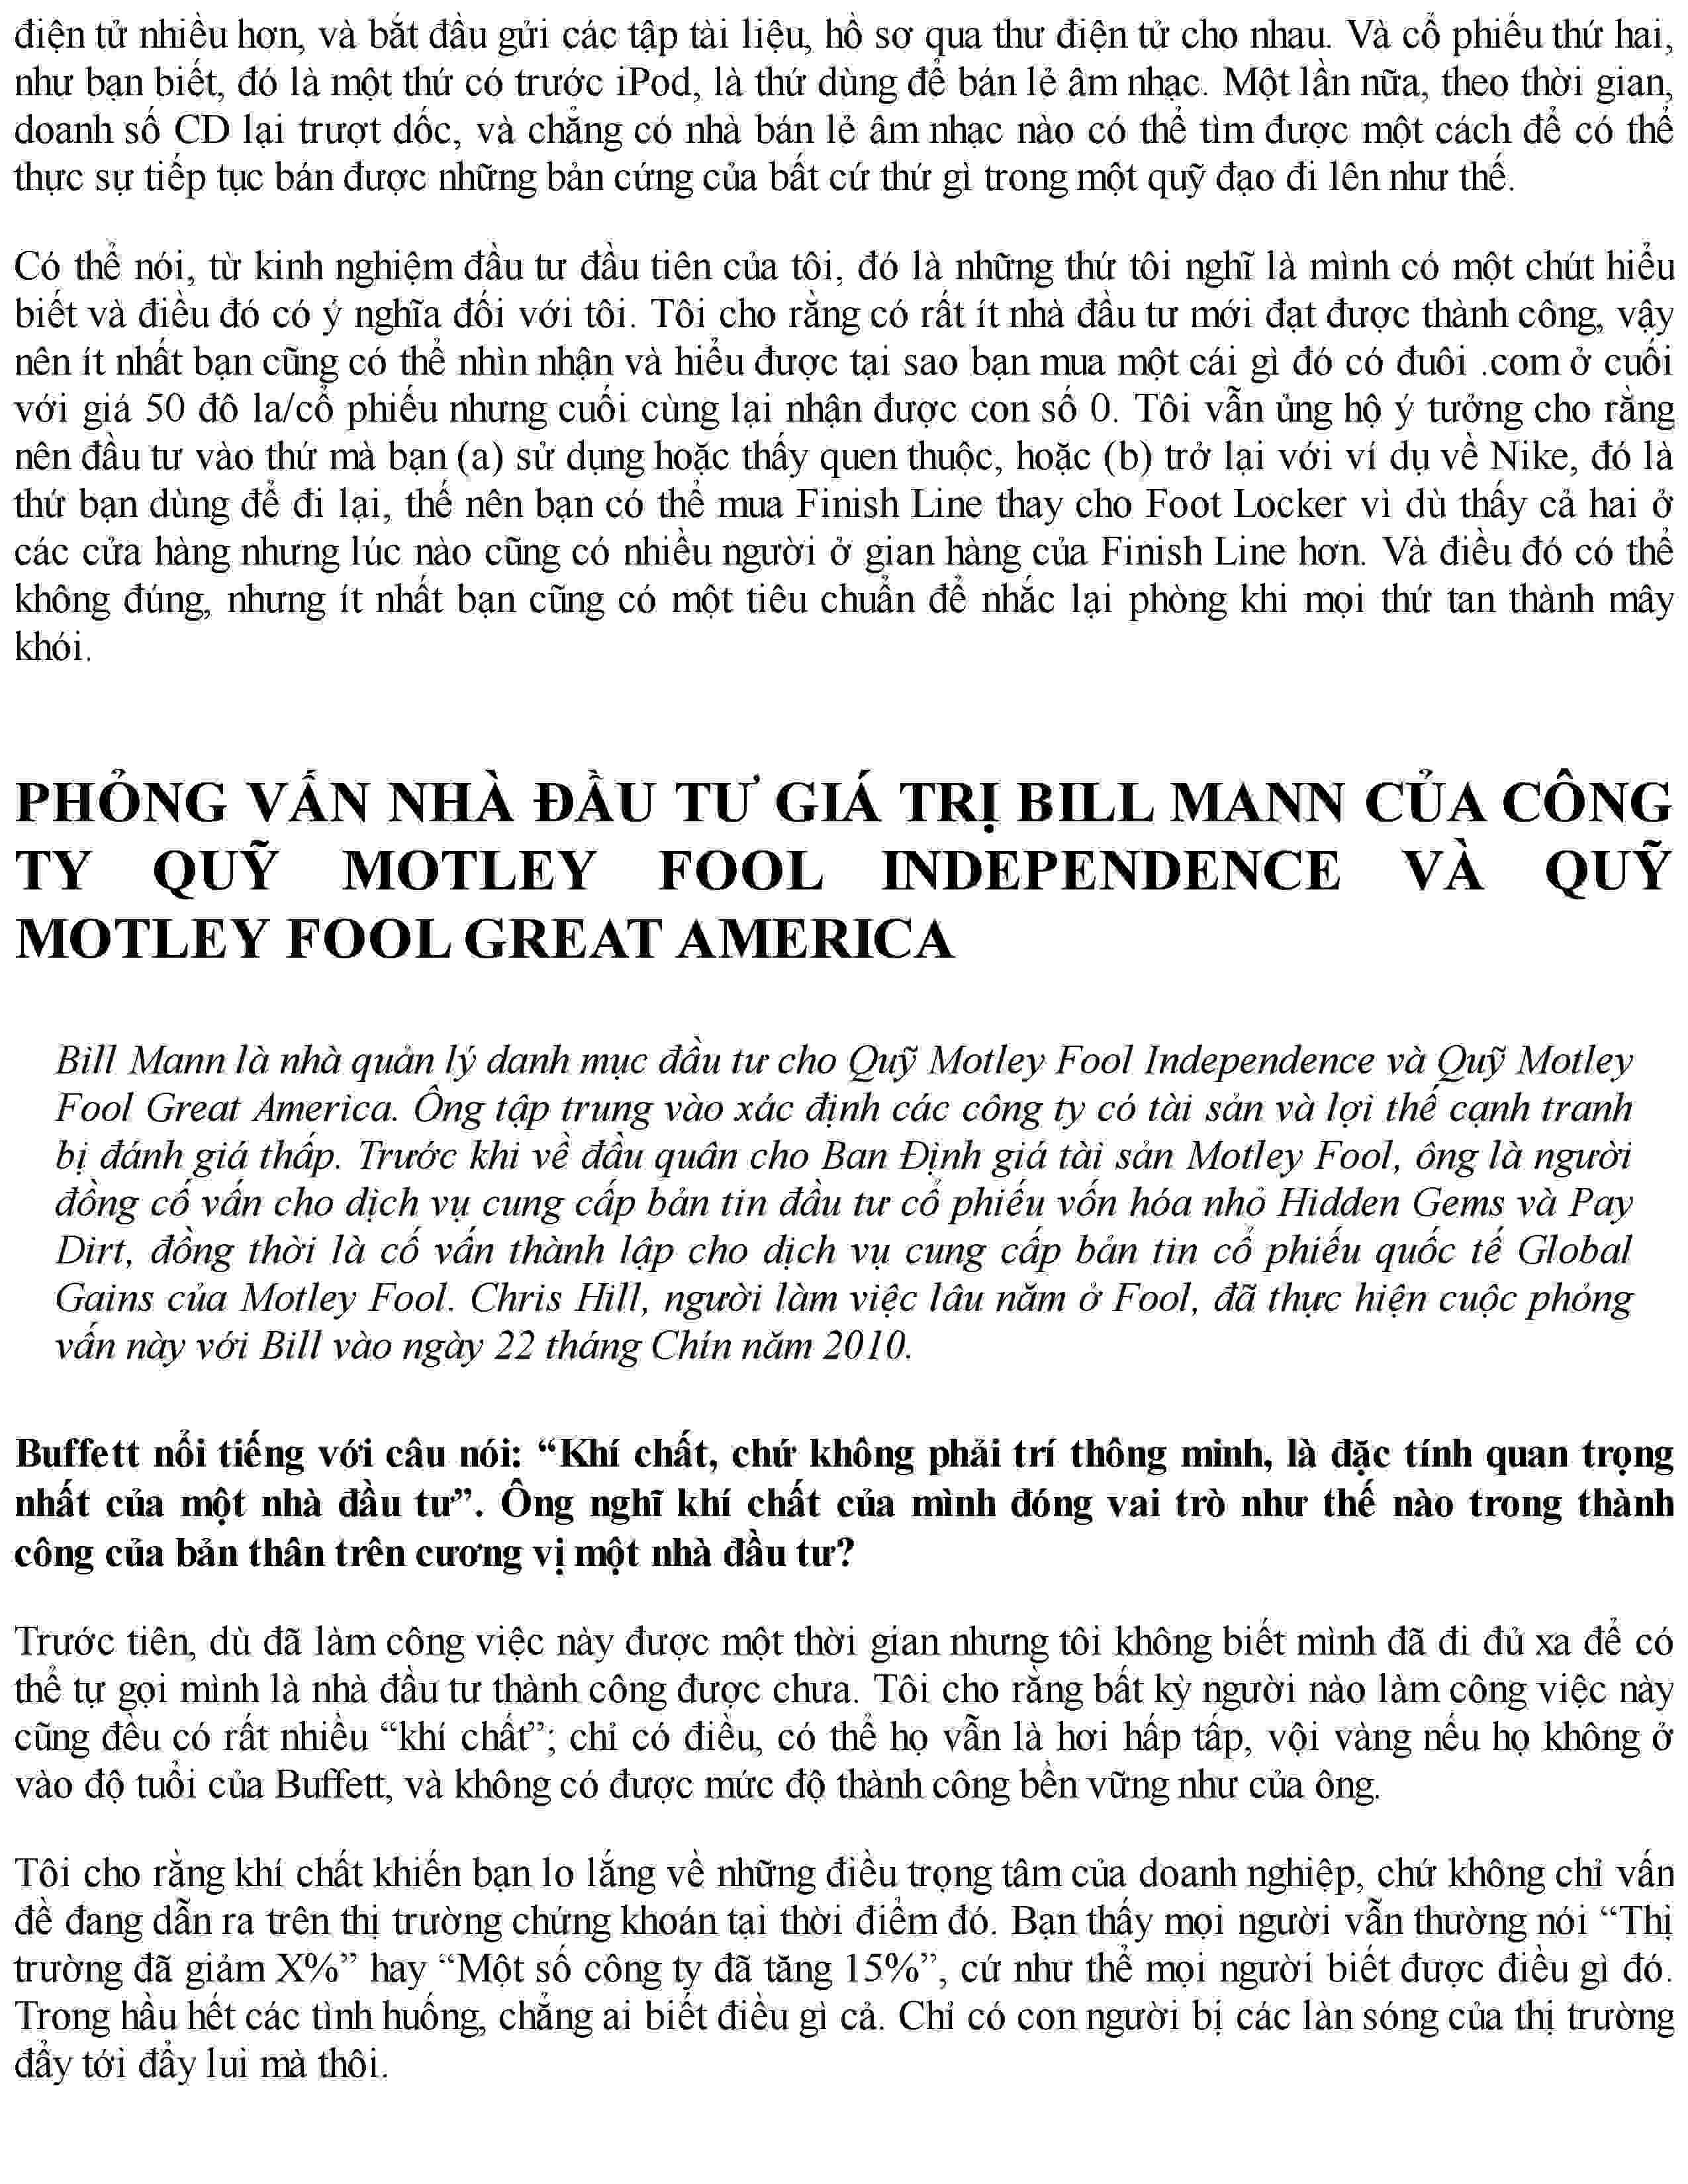 điện tử nhiều hơn, và bắt đầu gửi các tập tài liệu, hồ sơ qua thư điện tử cho nhau. Và cổ phiếu thứ hai,
như bạn biết, đó là một thứ có trước iPod, là thứ dùng để bán lẻ âm nhạc. Một lần nữa, theo thời gian,
doanh số CD lại trượt dốc, và chẳng có nhà bán lẻ âm nhạc nào có thể tìm được một cách để có thể
thực sự tiếp tục bán được những bản cứng của bất cứ thứ gì trong một quỹ đạo đi lên như thế.
Có thể nói, từ kinh nghiệm đầu tư đầu tiên của tôi, đó là những thứ tôi nghĩ là mình có một chút hiểu
biết và điều đó có ý nghĩa đối với tôi. Tôi cho rằng có rất ít nhà đầu tư mới đạt được thành công, vậy
nên ít nhất bạn cũng có thể nhìn nhận và hiểu được tại sao bạn mua một cái gì đó có đuôi .com ở cuối
với giá 50 đô la/cổ phiếu nhưng cuối cùng lại nhận được con số 0. Tôi vẫn ủng hộ ý tưởng cho rằng
nên đầu tư vào thứ mà bạn (a) sử dụng hoặc thấy quen thuộc, hoặc (b) trở lại với ví dụ về Nike, đó là
thứ bạn dùng để đi lại, thế nên bạn có thể mua Finish Line thay cho Foot Locker vì dù thấy cả hai ở
các cửa hàng nhưng lúc nào cũng có nhiều người ở gian hàng của Finish Line hơn. Và điều đó có thể
không đúng, nhưng ít nhất bạn cũng có một tiêu chuẩn để nhắc lại phòng khi mọi thứ tan thành mây
khói.
PHỎNG VẤN NHÀ ĐẦU TƯ GIÁ TRỊ BILL MANN CỦA CÔNG
TY QUỸ MOTLEY FOOL INDEPENDENCE VÀ QUỸ
MOTLEY FOOL GREAT AMERICA
Bill Mann là nhà quản lý danh mục đầu tư cho Quỹ Motley Fool Independence và Quỹ Motley
Fool Great America. Ông tập trung vào xác định các công ty có tài sản và lợi thế cạnh tranh
bị đánh giá thấp. Trước khi về đầu quân cho Ban Định giá tài sản Motley Fool, ông là người
đồng cố vấn cho dịch vụ cung cấp bản tin đầu tư cổ phiếu vốn hóa nhỏ Hidden Gems và Pay
Dirt, đồng thời là cố vấn thành lập cho dịch vụ cung cấp bản tin cổ phiếu quốc tế Global
Gains của Motley Fool. Chris Hill, người làm việc lâu năm ở Fool, đã thực hiện cuộc phỏng
vấn này với Bill vào ngày 22 tháng Chín năm 2010.
Buffett nổi tiếng với câu nói: “Khí chất, chứ không phải trí thông minh, là đặc tính quan trọng
nhất của một nhà đầu tư”. Ông nghĩ khí chất của mình đóng vai trò như thế nào trong thành
công của bản thân trên cương vị một nhà đầu tư?
Trước tiên, dù đã làm công việc này được một thời gian nhưng tôi không biết mình đã đi đủ xa để có
thể tự gọi mình là nhà đầu tư thành công được chưa. Tôi cho rằng bất kỳ người nào làm công việc này
cũng đều có rất nhiều “khí chất”; chỉ có điều, có thể họ vẫn là hơi hấp tấp, vội vàng nếu họ không ở
vào độ tuổi của Buffett, và không có được mức độ thành công bền vững như của ông.
Tôi cho rằng khí chất khiến bạn lo lắng về những điều trọng tâm của doanh nghiệp, chứ không chỉ vấn
đề đang dẫn ra trên thị trường chứng khoán tại thời điểm đó. Bạn thấy mọi người vẫn thường nói “Thị
trường đã giảm X%” hay “Một số công ty đã tăng 15%”, cứ như thể mọi người biết được điều gì đó.
Trong hầu hết các tình huống, chẳng ai biết điều gì cả. Chỉ có con người bị các làn sóng của thị trường
đẩy tới đẩy lui mà thôi.